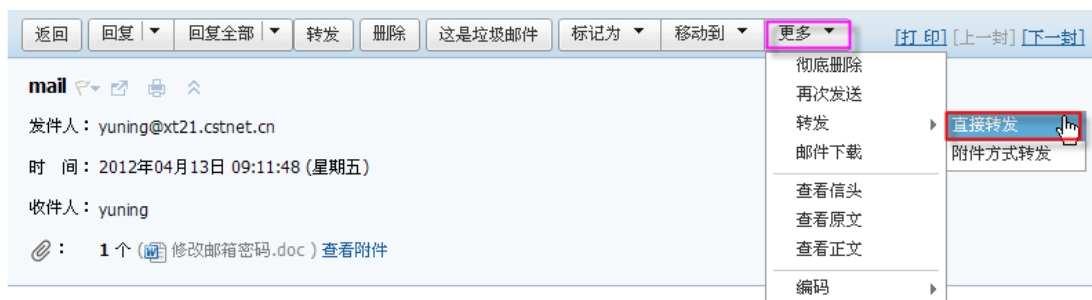 返回 回复 回复全部 转发 删除 这是垃圾邮件 标记为 移动到 更多 [打 印] [上一封] [下一封]
mail
发件人：yuning@xt21.cstnet.cn
时 间：2012年04月13日 09:11:48 (星期五)
收件人：yuning
： 1 个 (修改邮箱密码.doc ) 查看附件
彻底删除
再次发送
转发
直接转发
附件方式转发
邮件下载
查看信头
查看原文
查看正文
编码